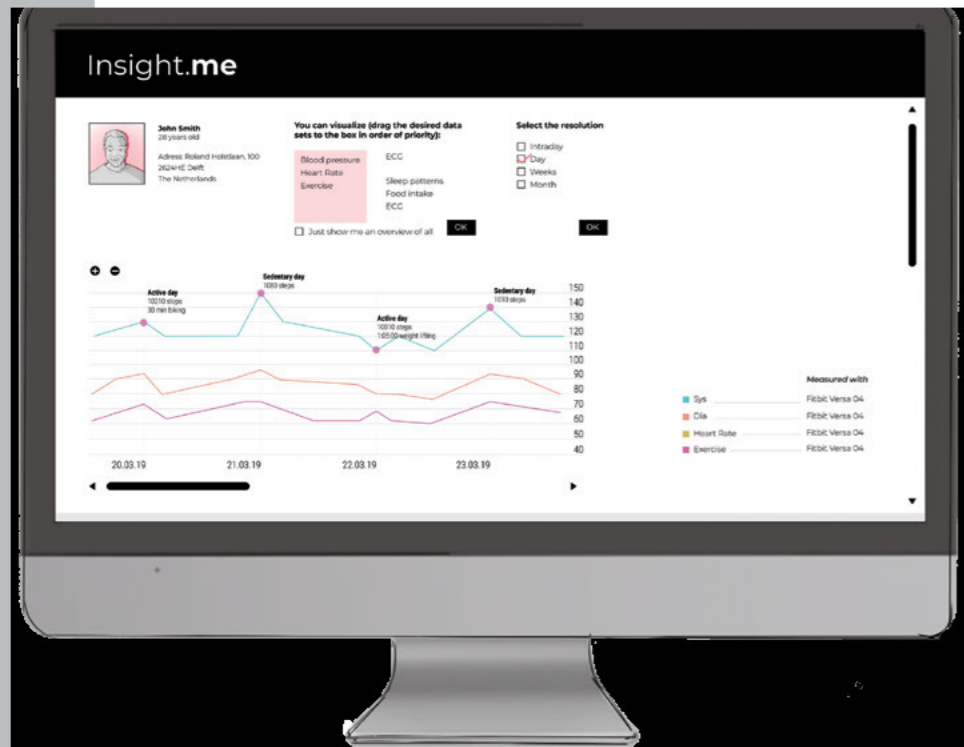 Insight.me
John Smith
28 years old
Adress: Roland Holstlaan, 100
2624HE Delft
The Netherlands
You can visualize (drag the desired data
sets to the box in order of priority):
Blood pressure
Heart Rate
Exercise
ECG
Sleep patterns
Food intake
ECG
Just show me an overview of all
OK
Select the resolution
Intraday
Day
Weeks
Month
OK
Active day
10210 steps
30 min biking
Sedentary day
1080 steps
Active day
10010 steps
1:05:00 weight lifting
Sedentary day
1030 steps
150
140
130
120
110
100
90
80
70
60
50
40
20.03.19
21.03.19
22.03.19
23.03.19
Measured with
Sys Fitbit Versa 04
Dia Fitbit Versa 04
Heart Rate Fitbit Versa 04
Exercise Fitbit Versa 04